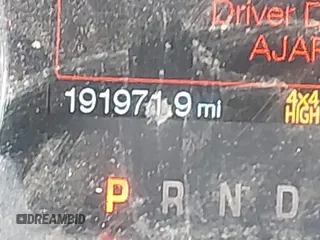 Driver D
AJAR
191971.9 mi
4x4
HIGH
P R N D
DREAMBID